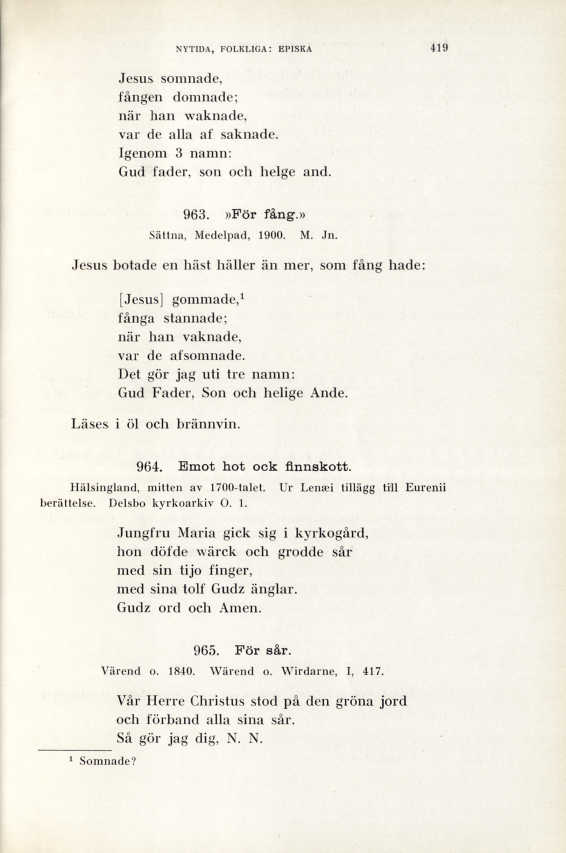 NYTIDA, FOLKLIGA: EPISKA 419
Jesus somnade,
fången domnade;
när han waknade,
var de alla af saknade.
Igenom 3 namn:
Gud fader, son och helge and.
963. »För fång.»
Sättna, Medelpad, 1900. M. Jn.
Jesus botade en häst häller än mer, som fång hade:
[Jesus] gommade,¹
fånga stannade;
när han vaknade,
var de afsomnade.
Det gör jag uti tre namn:
Gud Fader, Son och helige Ande.
Läses i öl och brännvin.
964. Emot hot ock finnskott.
Hälsingland, mitten av 1700-talet. Ur Lenæi tillägg till Eurenii
berättelse. Delsbo kyrkoarkiv O. 1.
Jungfru Maria gick sig i kyrkogård,
hon döfde wärck och grodde sår
med sin tijo finger,
med sina tolf Gudz änglar.
Gudz ord och Amen.
965. För sår.
Värend o. 1840. Wärend o. Wirdarne, I, 417.
Vår Herre Christus stod på den gröna jord
och förband alla sina sår.
Så gör jag dig, N. N.
¹ Somnade?